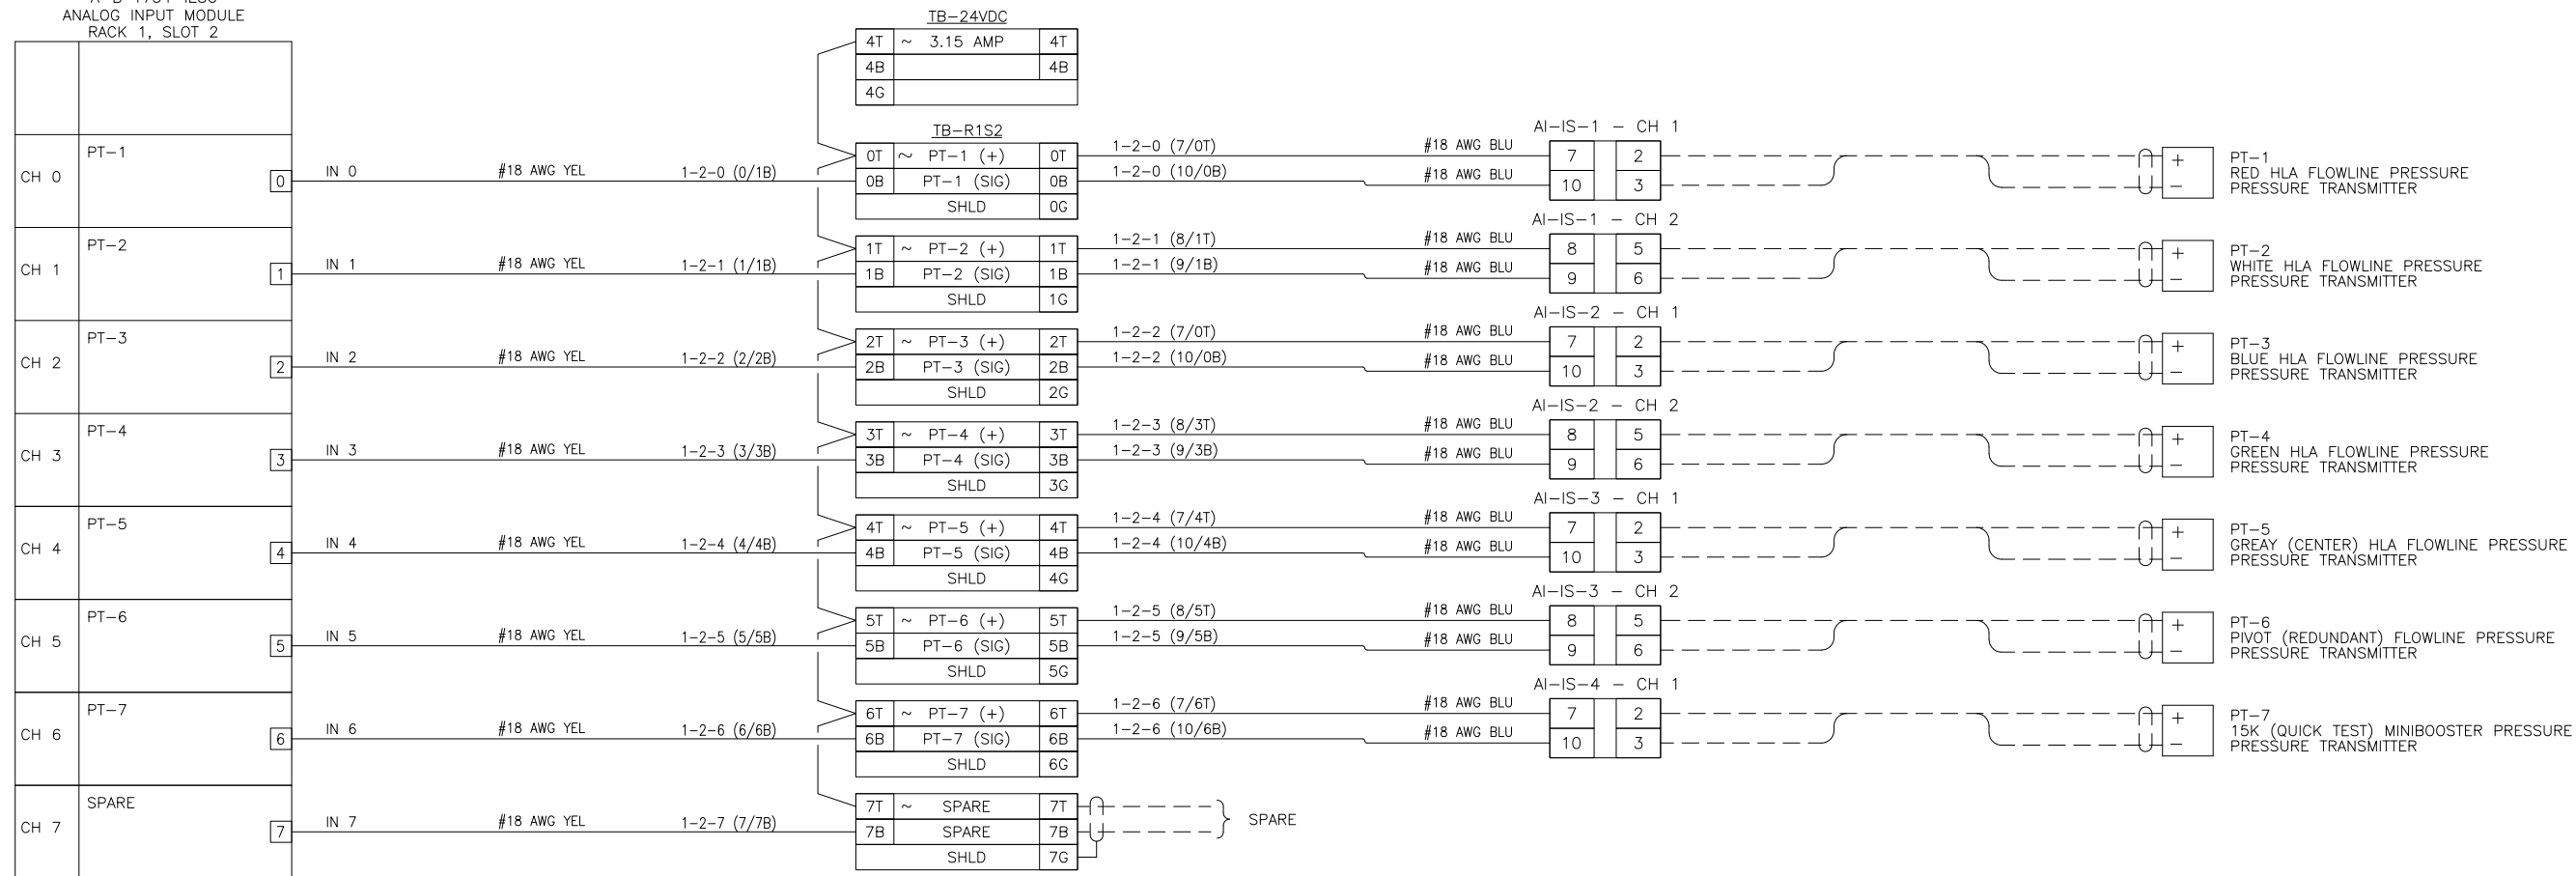 ANALOG INPUT MODULE
RACK 1, SLOT 2
TB-24VDC
4T ~ 3.15 AMP 4T
4B 4B
4G
TB-R1S2
AI-IS-1 - CH 1
CH 0 PT-1 0 IN 0 #18 AWG YEL 1-2-0 (0/1B)
0T ~ PT-1 (+) 0T 1-2-0 (7/0T) #18 AWG BLU 7 2 +
0B PT-1 (SIG) 0B 1-2-0 (10/0B) #18 AWG BLU 10 3 -
SHLD 0G
PT-1
RED HLA FLOWLINE PRESSURE
PRESSURE TRANSMITTER
AI-IS-1 - CH 2
CH 1 PT-2 1 IN 1 #18 AWG YEL 1-2-1 (1/1B)
1T ~ PT-2 (+) 1T 1-2-1 (8/1T) #18 AWG BLU 8 5 +
1B PT-2 (SIG) 1B 1-2-1 (9/1B) #18 AWG BLU 9 6 -
SHLD 1G
PT-2
WHITE HLA FLOWLINE PRESSURE
PRESSURE TRANSMITTER
AI-IS-2 - CH 1
CH 2 PT-3 2 IN 2 #18 AWG YEL 1-2-2 (2/2B)
2T ~ PT-3 (+) 2T 1-2-2 (7/0T) #18 AWG BLU 7 2 +
2B PT-3 (SIG) 2B 1-2-2 (10/0B) #18 AWG BLU 10 3 -
SHLD 2G
PT-3
BLUE HLA FLOWLINE PRESSURE
PRESSURE TRANSMITTER
AI-IS-2 - CH 2
CH 3 PT-4 3 IN 3 #18 AWG YEL 1-2-3 (3/3B)
3T ~ PT-4 (+) 3T 1-2-3 (8/3T) #18 AWG BLU 8 5 +
3B PT-4 (SIG) 3B 1-2-3 (9/3B) #18 AWG BLU 9 6 -
SHLD 3G
PT-4
GREEN HLA FLOWLINE PRESSURE
PRESSURE TRANSMITTER
AI-IS-3 - CH 1
CH 4 PT-5 4 IN 4 #18 AWG YEL 1-2-4 (4/4B)
4T ~ PT-5 (+) 4T 1-2-4 (7/4T) #18 AWG BLU 7 2 +
4B PT-5 (SIG) 4B 1-2-4 (10/4B) #18 AWG BLU 10 3 -
SHLD 4G
PT-5
GREAY (CENTER) HLA FLOWLINE PRESSURE
PRESSURE TRANSMITTER
AI-IS-3 - CH 2
CH 5 PT-6 5 IN 5 #18 AWG YEL 1-2-5 (5/5B)
5T ~ PT-6 (+) 5T 1-2-5 (8/5T) #18 AWG BLU 8 5 +
5B PT-6 (SIG) 5B 1-2-5 (9/5B) #18 AWG BLU 9 6 -
SHLD 5G
PT-6
PIVOT (REDUNDANT) FLOWLINE PRESSURE
PRESSURE TRANSMITTER
AI-IS-4 - CH 1
CH 6 PT-7 6 IN 6 #18 AWG YEL 1-2-6 (6/6B)
6T ~ PT-7 (+) 6T 1-2-6 (7/6T) #18 AWG BLU 7 2 +
6B PT-7 (SIG) 6B 1-2-6 (10/6B) #18 AWG BLU 10 3 -
SHLD 6G
PT-7
15K (QUICK TEST) MINIBOOSTER PRESSURE
PRESSURE TRANSMITTER
CH 7 SPARE 7 IN 7 #18 AWG YEL 1-2-7 (7/7B)
7T ~ SPARE 7T
7B SPARE 7B
SHLD 7G
SPARE